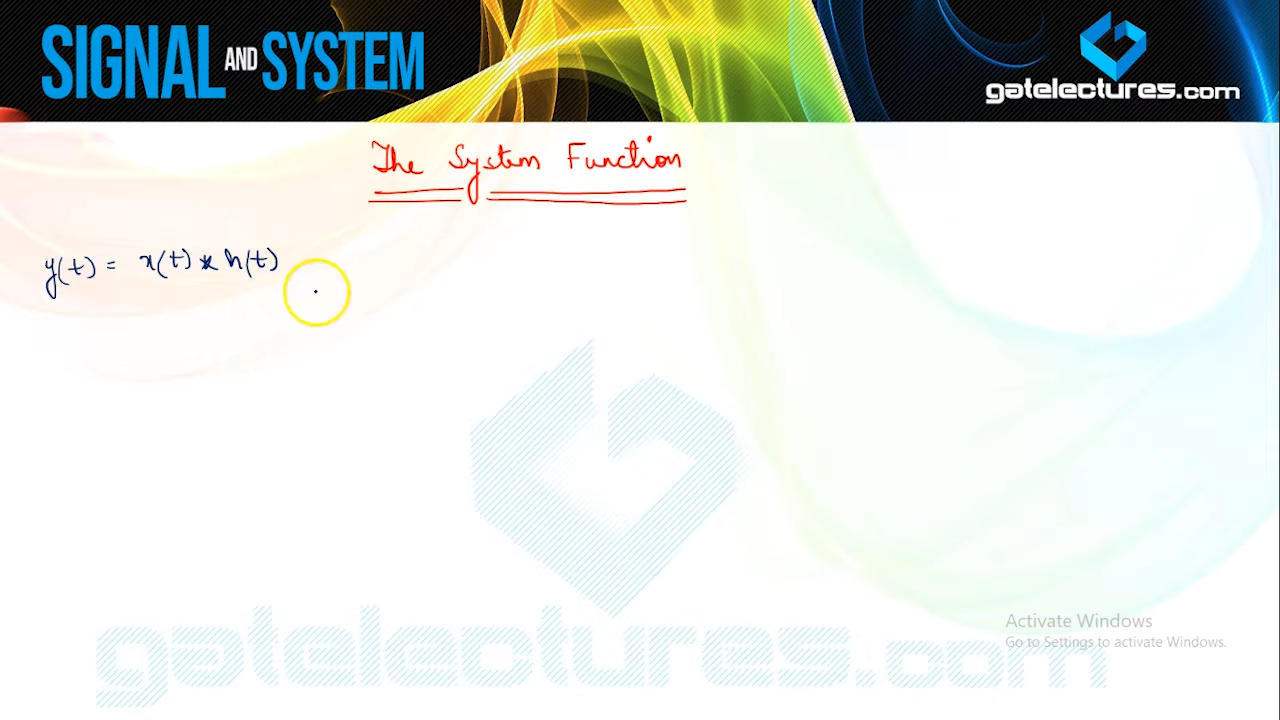 SIGNAL AND SYSTEM
gatelectures.com
The System Function
y(t) = x(t) * h(t)
gatelectures.com
Activate Windows
Go to Settings to activate Windows.